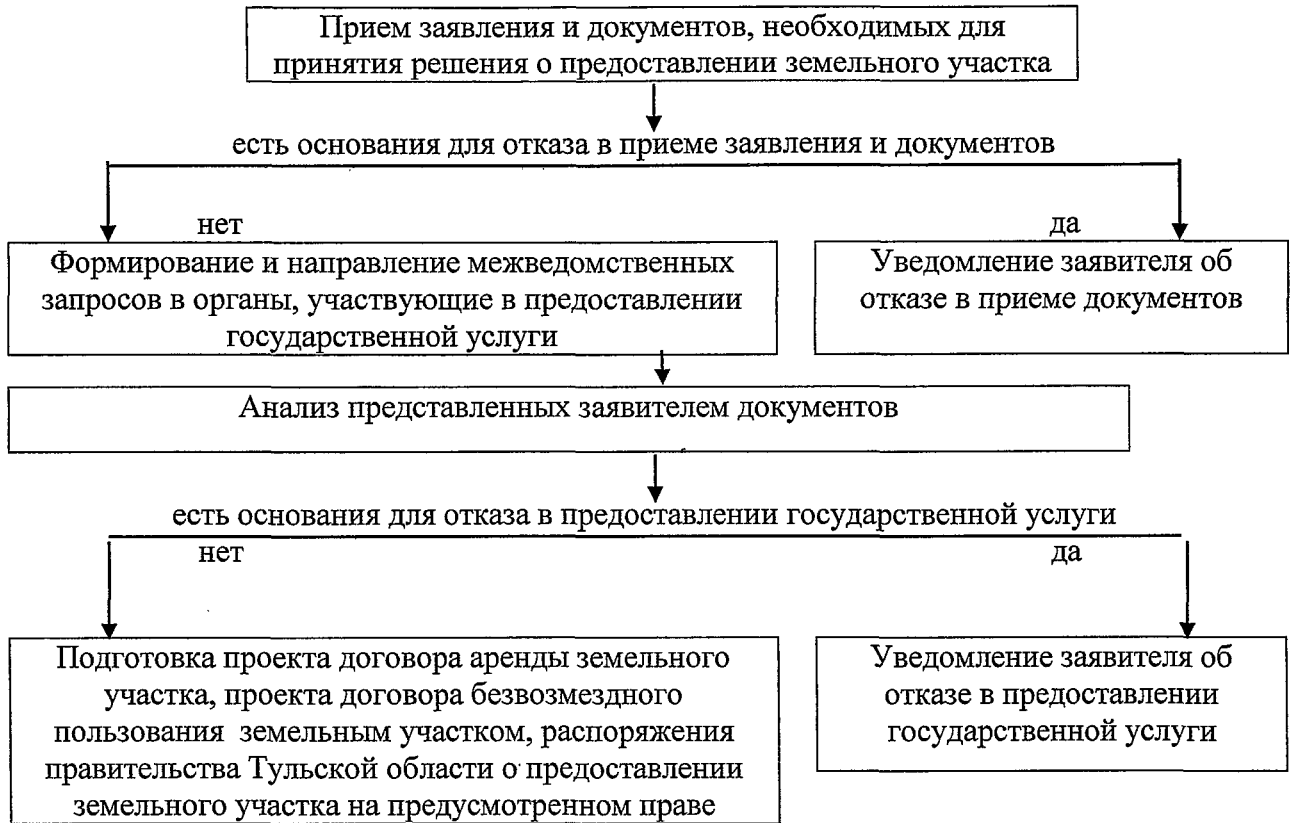 Прием заявления и документов, необходимых для
принятия решения о предоставлении земельного участка
есть основания для отказа в приеме заявления и документов
нет
да
Формирование и направление межведомственных
запросов в органы, участвующие в предоставлении
государственной услуги
Уведомление заявителя об
отказе в приеме документов
Анализ представленных заявителем документов
есть основания для отказа в предоставлении государственной услуги
нет
да
Подготовка проекта договора аренды земельного
участка, проекта договора безвозмездного
пользования земельным участком, распоряжения
правительства Тульской области о предоставлении
земельного участка на предусмотренном праве
Уведомление заявителя об
отказе в предоставлении
государственной услуги